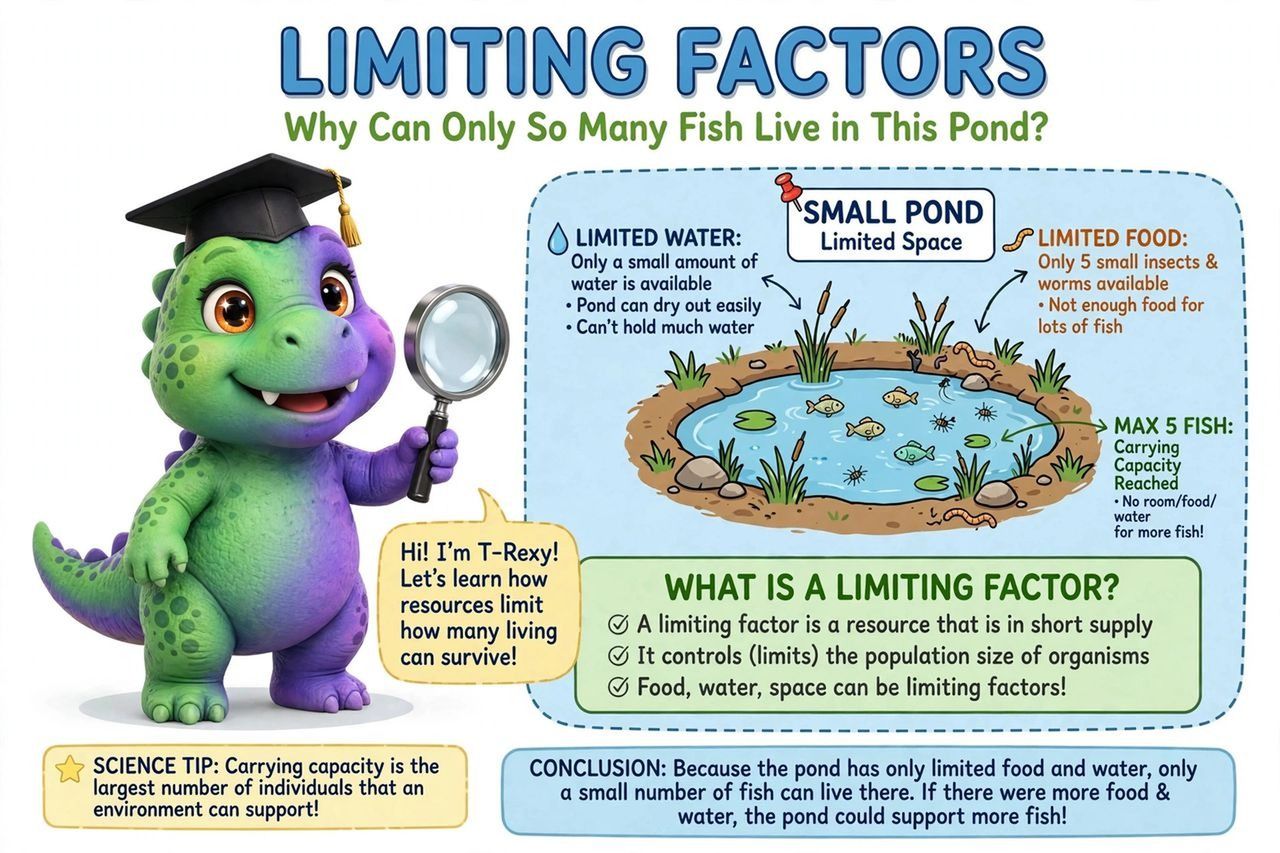 LIMITING FACTORS
Why Can Only So Many Fish Live in This Pond?
SMALL POND
Limited Space
LIMITED WATER:
Only a small amount of
water is available
• Pond can dry out easily
• Can't hold much water
LIMITED FOOD:
Only 5 small insects &
worms available
• Not enough food for
lots of fish
MAX 5 FISH:
Carrying
Capacity
Reached
• No room/food/
water
for more fish!
Hi! I'm T-Rexy!
Let's learn how
resources limit
how many living
can survive!
WHAT IS A LIMITING FACTOR?
A limiting factor is a resource that is in short supply
It controls (limits) the population size of organisms
Food, water, space can be limiting factors!
SCIENCE TIP: Carrying capacity is the
largest number of individuals that an
environment can support!
CONCLUSION: Because the pond has only limited food and water, only
a small number of fish can live there. If there were more food &
water, the pond could support more fish!